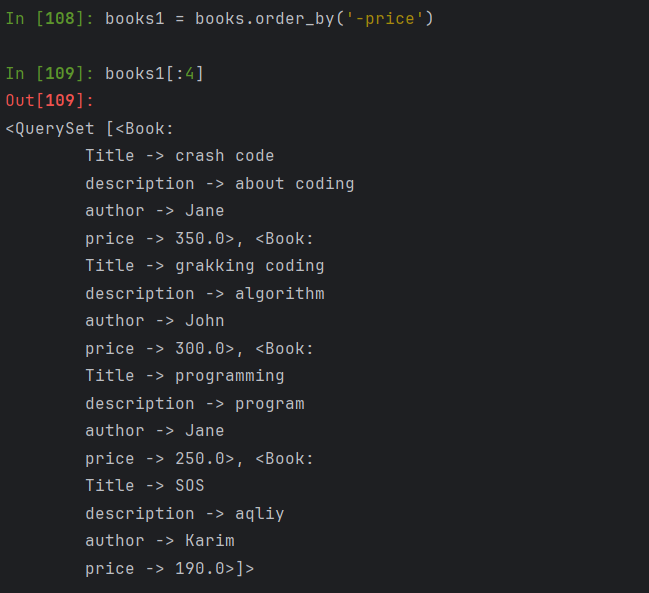 In [108]: books1 = books.order_by('-price')
In [109]: books1[:4]
Out[109]:
<QuerySet [<Book:
Title -> crash code
description -> about coding
author -> Jane
price -> 350.0>, <Book:
Title -> grakking coding
description -> algorithm
author -> John
price -> 300.0>, <Book:
Title -> programming
description -> program
author -> Jane
price -> 250.0>, <Book:
Title -> SOS
description -> aqliy
author -> Karim
price -> 190.0>]>